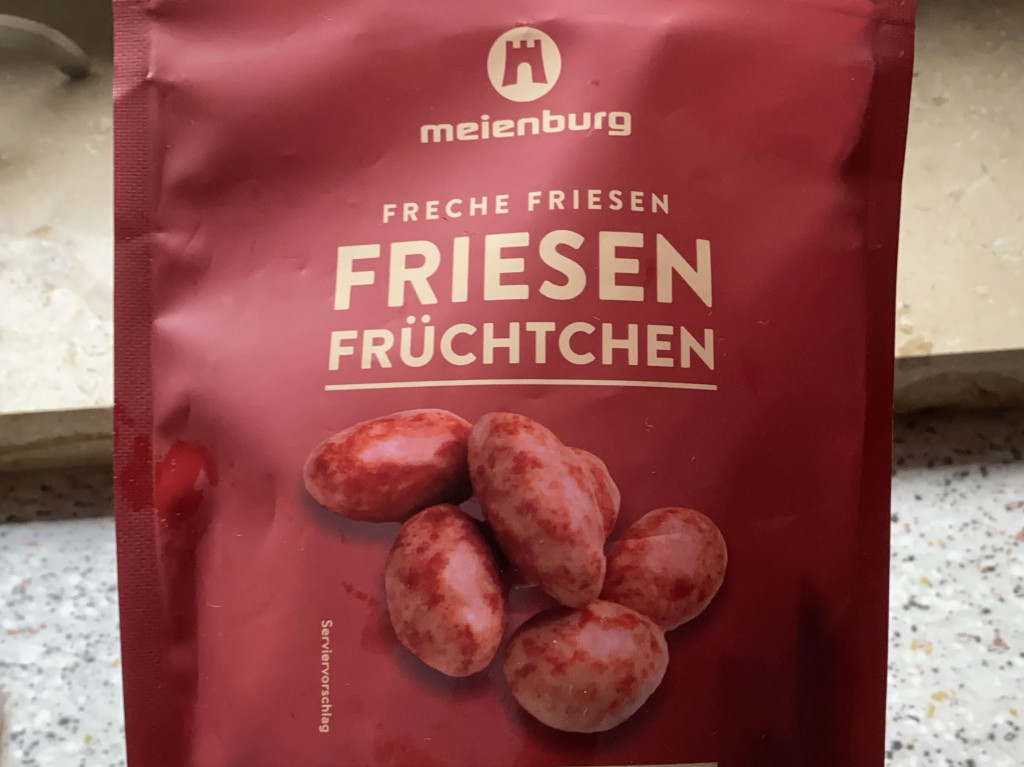 meienburg
FRECHE FRIESEN
FRIESEN
FRÜCHTCHEN
Serviervorschlag